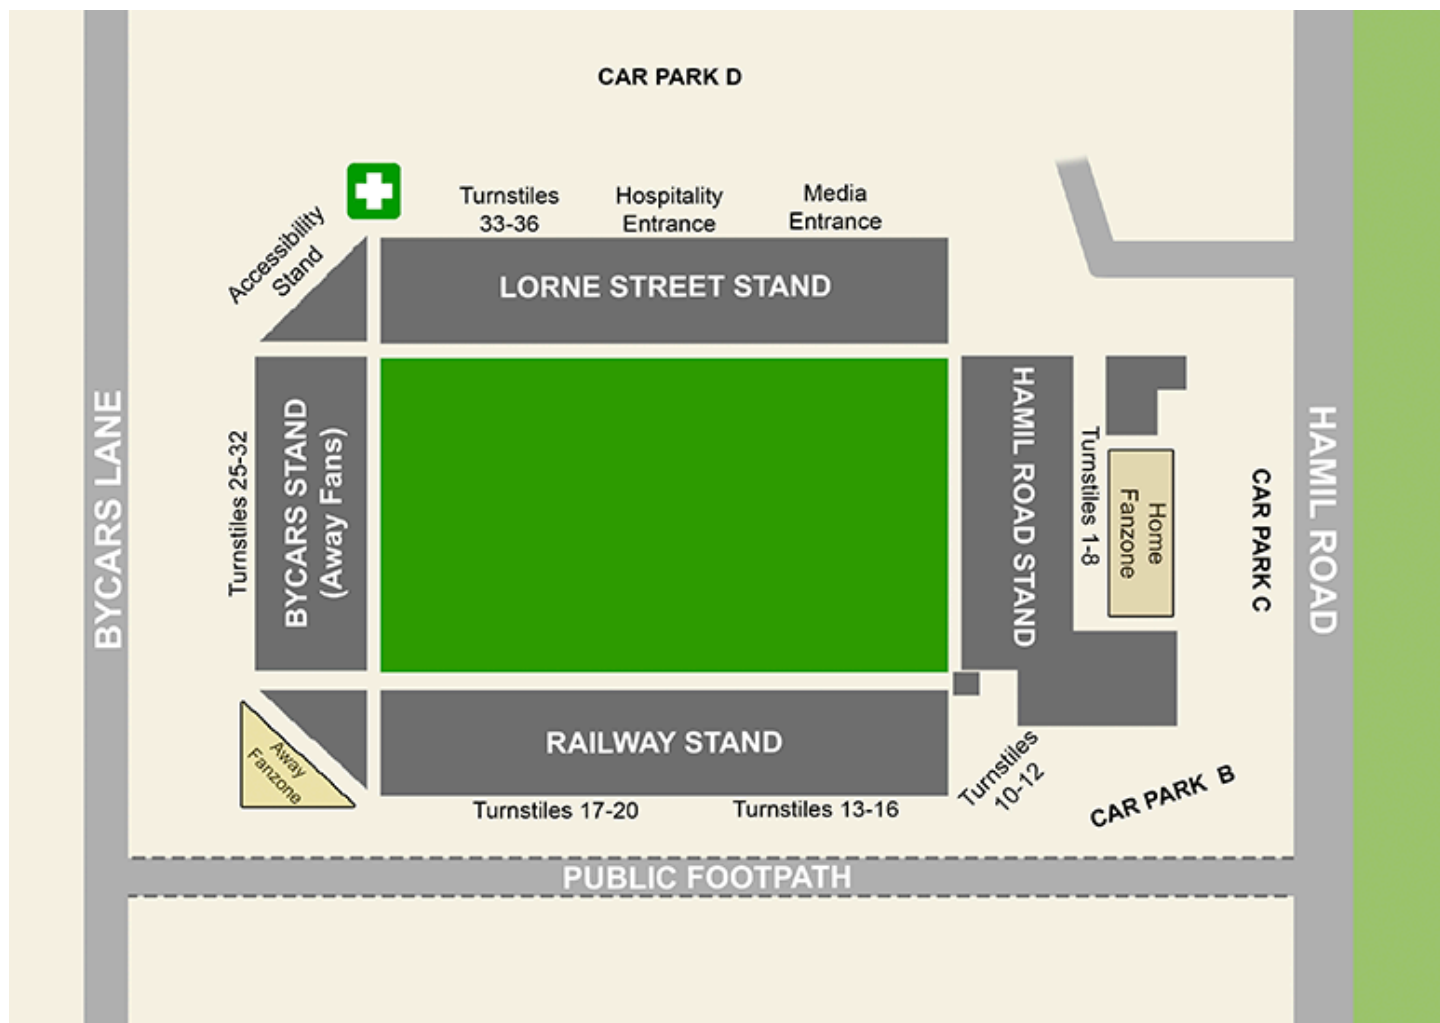 CAR PARK D
Turnstiles
33-36
Hospitality
Entrance
Media
Entrance
Accessibility
Stand
LORNE STREET STAND
BYCARS LANE
Turnstiles 25-32
BYCARS STAND
(Away Fans)
HAMIL ROAD STAND
Turnstiles 1-8
Home
Fanzone
CAR PARK C
HAMIL ROAD
Away
Fanzone
RAILWAY STAND
Turnstiles 17-20
Turnstiles 13-16
Turnstiles
10-12
CAR PARK B
PUBLIC FOOTPATH